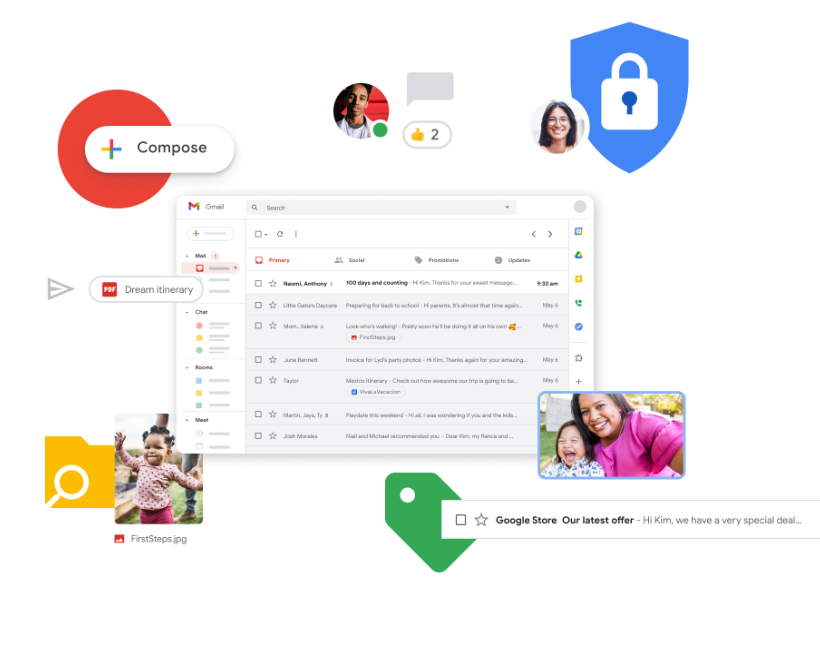 Compose
2
Gmail
Search
Mail
Primary
Social
Promotions
Updates
Naomi, Anthony 2
100 days and counting - Hi Kim, Thanks for your sweet message...
9:33 am
PDF Dream itinerary
Little Gators Daycare
Preparing for back to school - Hi parents, It's almost that time again...
May 6
Chat
Mom, Valerie 6
Look who's walking! - Pretty soon he'll be doing it all on his own
May 6
FirstSteps.jpg
June Bennett
Invoice for Lyd's party photos - Hi Kim, Thanks again for your amazing...
May 6
Rooms
Taylor
Mexico itinerary - Check out how awesome our trip is going to be...
May 6
VivaLaVacacion
Meet
Martin, Jaya, Ty 8
Playdate this weekend - Hi all, I was wondering if you and the kids...
Josh Morales
Niall and Michael recommended you - Dear Kim, my fiance and ...
Google Store Our latest offer - Hi Kim, we have a very special deal...
FirstSteps.jpg